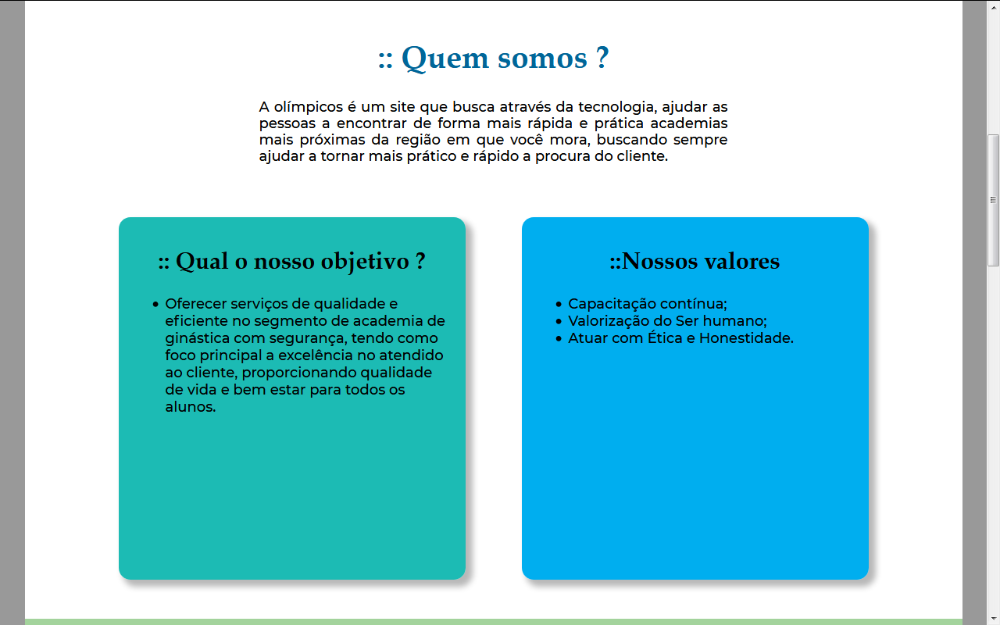 :: Quem somos ?
A olímpicos é um site que busca através da tecnologia, ajudar as
pessoas a encontrar de forma mais rápida e prática academias
mais próximas da região em que você mora, buscando sempre
ajudar a tornar mais prático e rápido a procura do cliente.
:: Qual o nosso objetivo ?
• Oferecer serviços de qualidade e
eficiente no segmento de academia de
ginástica com segurança, tendo como
foco principal a excelência no atendido
ao cliente, proporcionando qualidade
de vida e bem estar para todos os
alunos.
::Nossos valores
• Capacitação contínua;
• Valorização do Ser humano;
• Atuar com Ética e Honestidade.